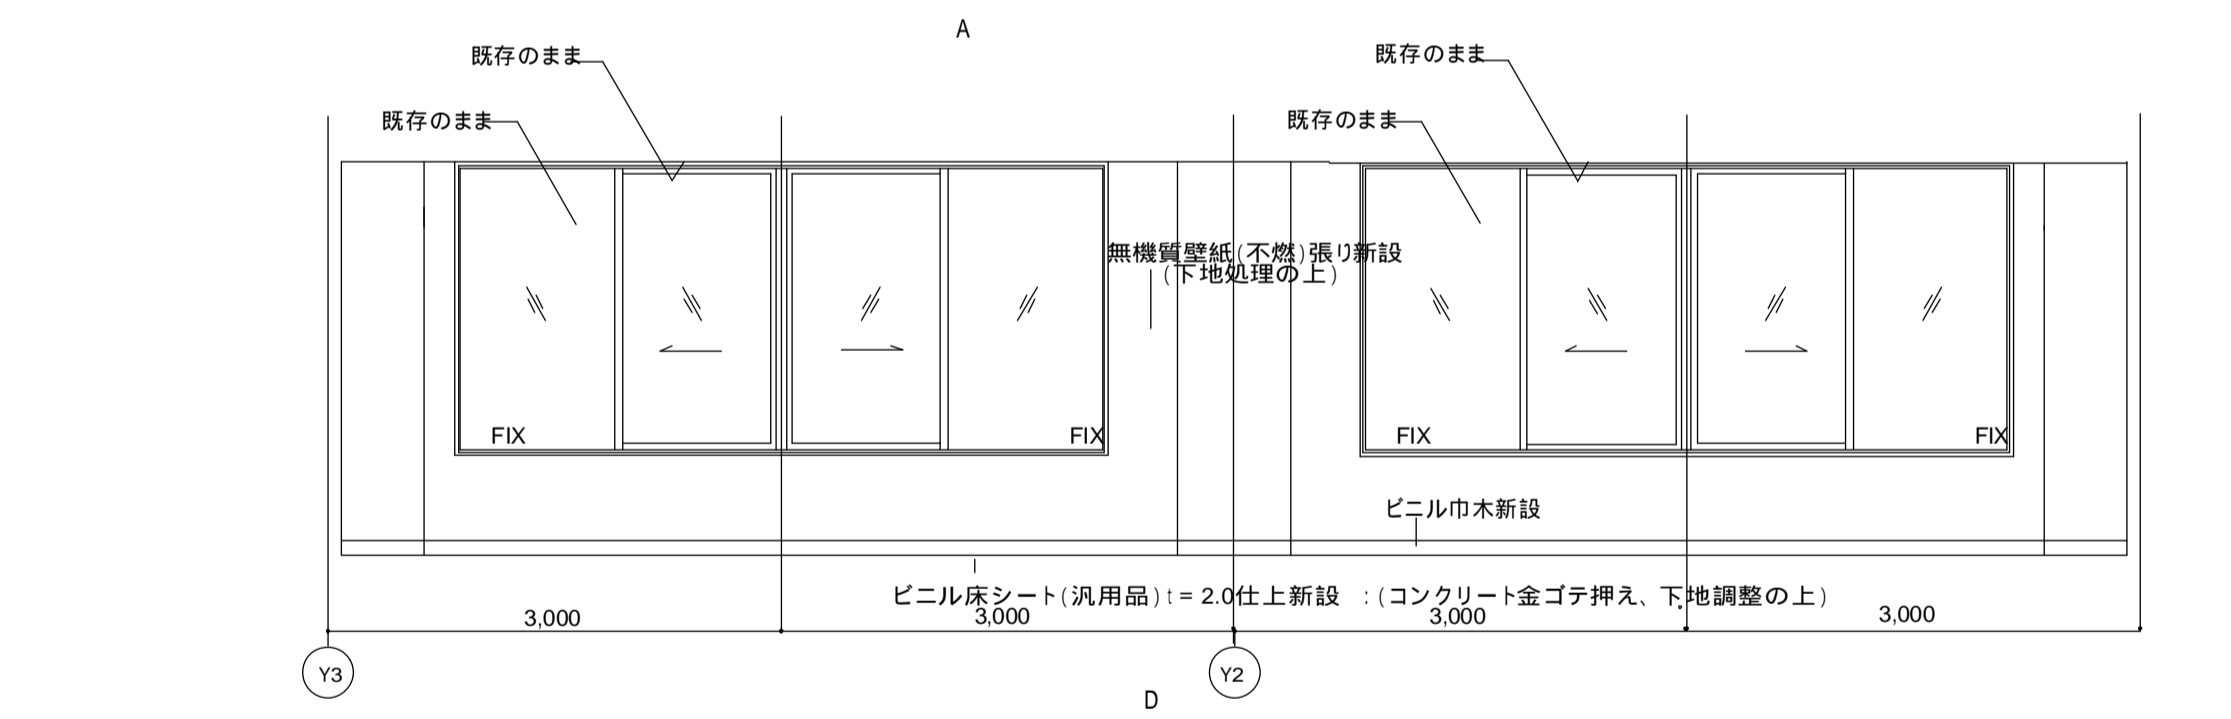 A
既存のまま
既存のまま
既存のまま
既存のまま
無機質壁紙(不燃)張り新設
(下地処理の上)
FIX
FIX
FIX
FIX
ビニル巾木新設
ビニル床シート(汎用品)t=2.0仕上新設 :(コンクリート金ゴテ押え、下地調整の上)
3,000
3,000
3,000
3,000
Y3
Y2
D